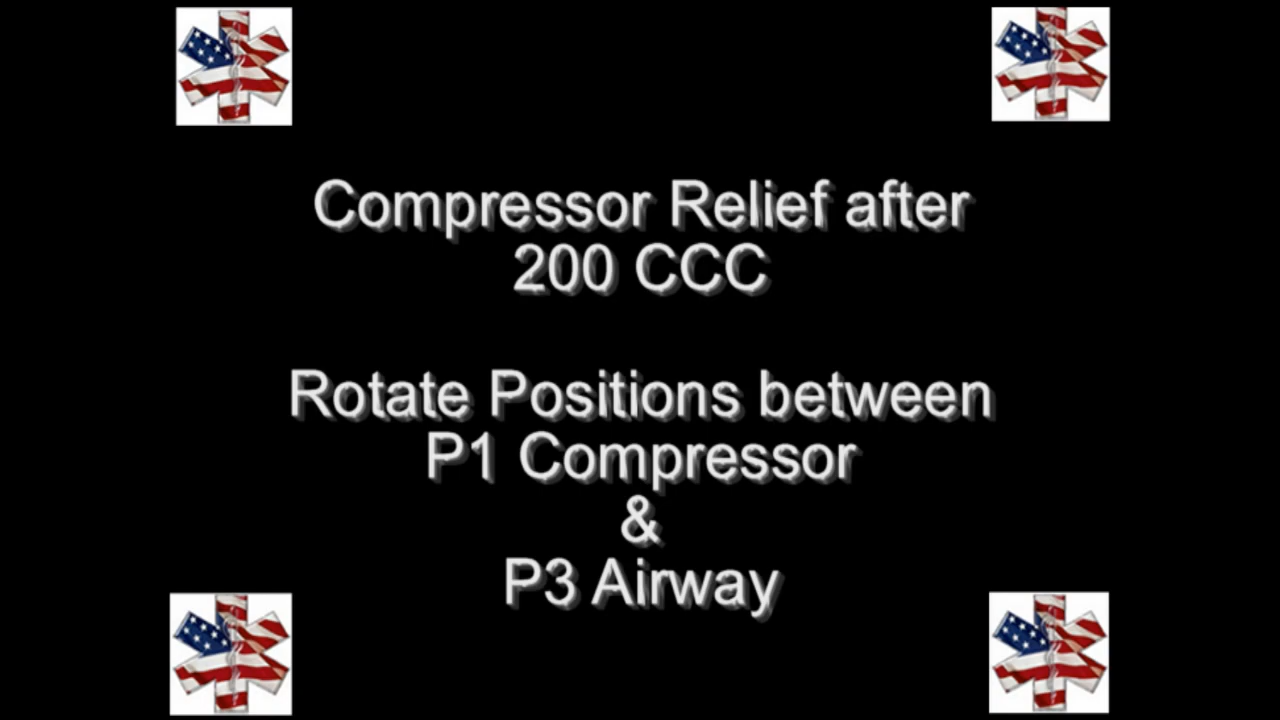 Compressor Relief after
200 CCC
Rotate Positions between
P1 Compressor
&
P3 Airway